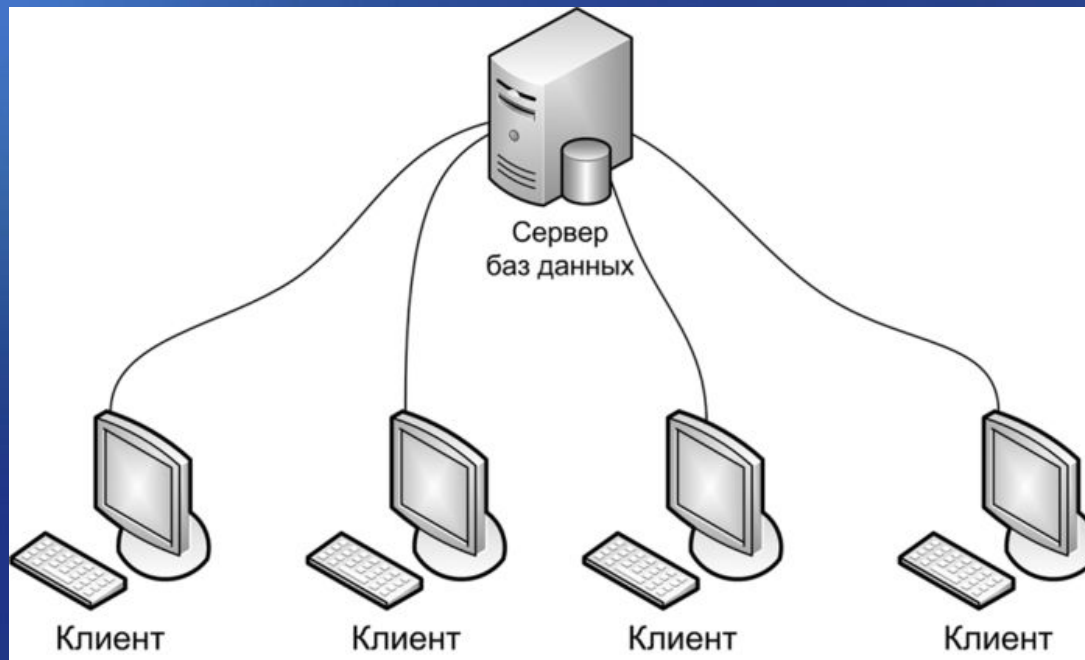 Сервер
баз данных
Клиент
Клиент
Клиент
Клиент